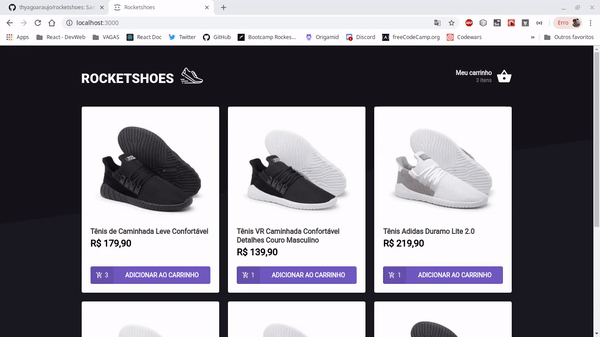 thyaguaraujo/rocketshoes: Sam
Rocketshoes
localhost:3000
Erro
Apps
React - DevWeb
VAGAS
React Doc
Twitter
GitHub
Bootcamp Rockes...
Origamid
Discord
freeCodeCamp.org
Codewars
Outros favoritos
ROCKETSHOES
Meu carrinho
3 itens
Tênis de Caminhada Leve Confortável
R$ 179,90
3 ADICIONAR AO CARRINHO
Tênis VR Caminhada Confortável
Detalhes Couro Masculino
R$ 139,90
1 ADICIONAR AO CARRINHO
Tênis Adidas Duramo Lite 2.0
R$ 219,90
1 ADICIONAR AO CARRINHO